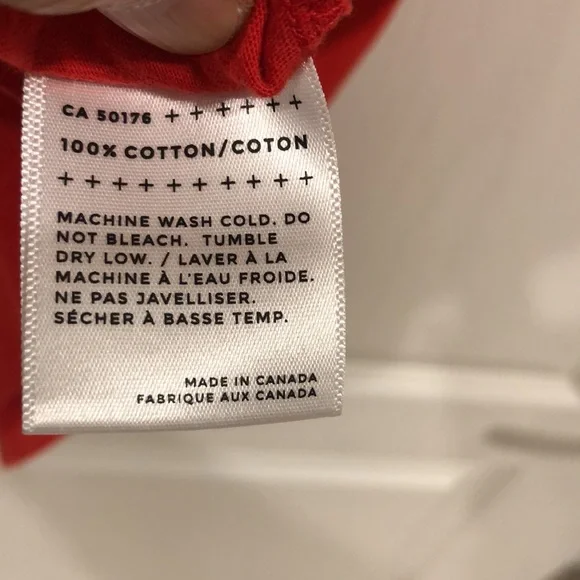 CA 50176 + + + + + +
100% COTTON/COTON
+ + + + + + + + + +
MACHINE WASH COLD. DO
NOT BLEACH. TUMBLE
DRY LOW. / LAVER À LA
MACHINE À L'EAU FROIDE.
NE PAS JAVELLISER.
SÉCHER À BASSE TEMP.
MADE IN CANADA
FABRIQUE AUX CANADA